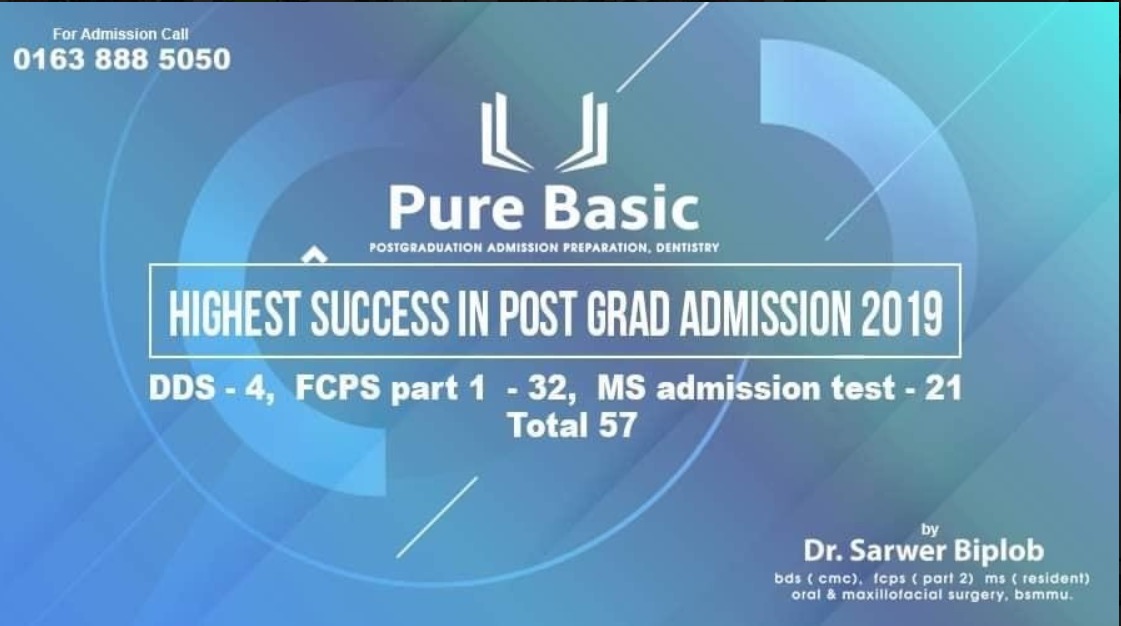 For Admission Call
0163 888 5050
Pure Basic
POSTGRADUATION ADMISSION PREPARATION, DENTISTRY
HIGHEST SUCCESS IN POST GRAD ADMISSION 2019
DDS - 4, FCPS part 1 - 32, MS admission test - 21
Total 57
by
Dr. Sarwer Biplob
bds ( cmc), fcps ( part 2) ms ( resident)
oral & maxillofacial surgery, bsmmu.